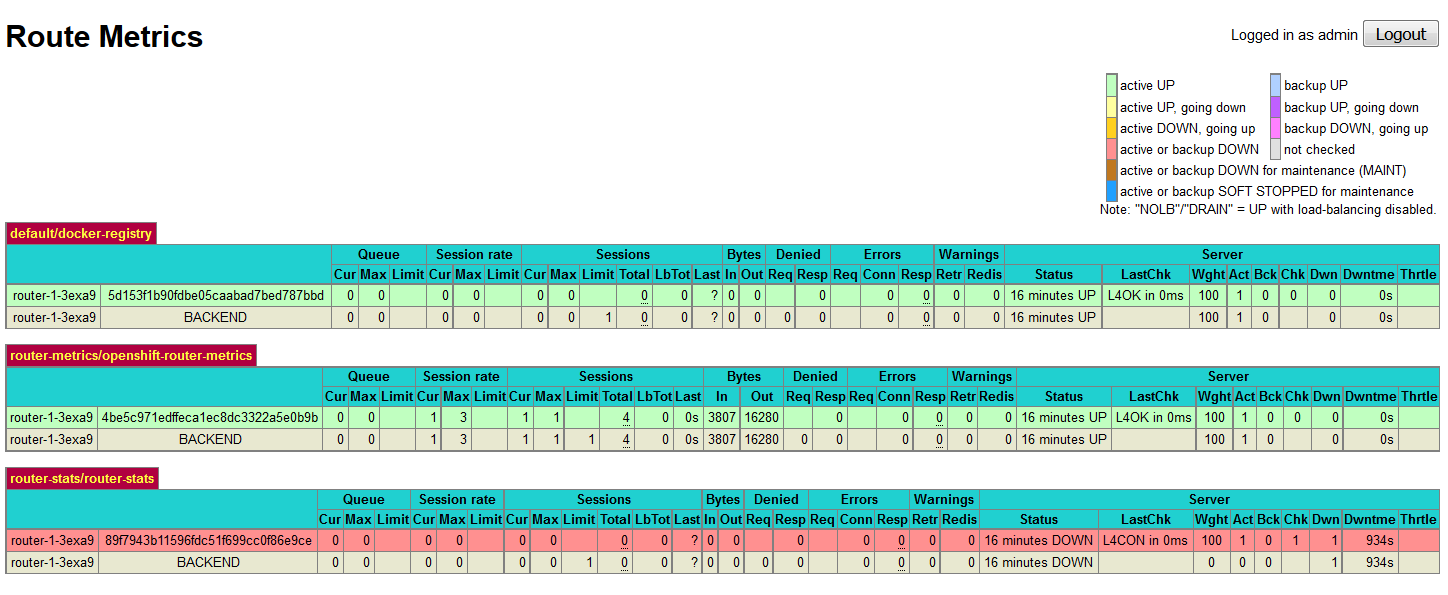 Route Metrics
Logged in as admin Logout
active UP backup UP
active UP, going down backup UP, going down
active DOWN, going up backup DOWN, going up
active or backup DOWN not checked
active or backup DOWN for maintenance (MAINT)
active or backup SOFT STOPPED for maintenance
Note: "NOLB"/"DRAIN" = UP with load-balancing disabled.
default/docker-registry
Queue Session rate Sessions Bytes Denied Errors Warnings Server
Cur Max Limit Cur Max Limit Cur Max Limit Total LbTot Last In Out Req Resp Req Conn Resp Retr Redis Status LastChk Wght Act Bck Chk Dwn Dwntme Thrtle
router-1-3exa9 5d153f1b90fdbe05caabad7bed787bbd 0 0 0 0 0 0 0 0 ? 0 0 0 0 0 0 0 16 minutes UP L4OK in 0ms 100 1 0 0 0 0s
router-1-3exa9 BACKEND 0 0 0 0 0 0 1 0 0 ? 0 0 0 0 0 0 0 0 16 minutes UP 100 1 0 0 0s
router-metrics/openshift-router-metrics
Queue Session rate Sessions Bytes Denied Errors Warnings Server
Cur Max Limit Cur Max Limit Cur Max Limit Total LbTot Last In Out Req Resp Req Conn Resp Retr Redis Status LastChk Wght Act Bck Chk Dwn Dwntme Thrtle
router-1-3exa9 4be5c971edffeca1ec8dc3322a5e0b9b 0 0 1 3 1 1 4 0 0s 3807 16280 0 0 0 0 0 16 minutes UP L4OK in 0ms 100 1 0 0 0 0s
router-1-3exa9 BACKEND 0 0 1 3 1 1 1 4 0 0s 3807 16280 0 0 0 0 0 0 16 minutes UP 100 1 0 0 0s
router-stats/router-stats
Queue Session rate Sessions Bytes Denied Errors Warnings Server
Cur Max Limit Cur Max Limit Cur Max Limit Total LbTot Last In Out Req Resp Req Conn Resp Retr Redis Status LastChk Wght Act Bck Chk Dwn Dwntme Thrtle
router-1-3exa9 89f7943b11596fdc51f699cc0f86e9ce 0 0 0 0 0 0 0 0 ? 0 0 0 0 0 0 0 16 minutes DOWN L4CON in 0ms 100 1 0 1 1 934s
router-1-3exa9 BACKEND 0 0 0 0 0 0 1 0 0 ? 0 0 0 0 0 0 0 0 16 minutes DOWN 0 0 0 1 934s